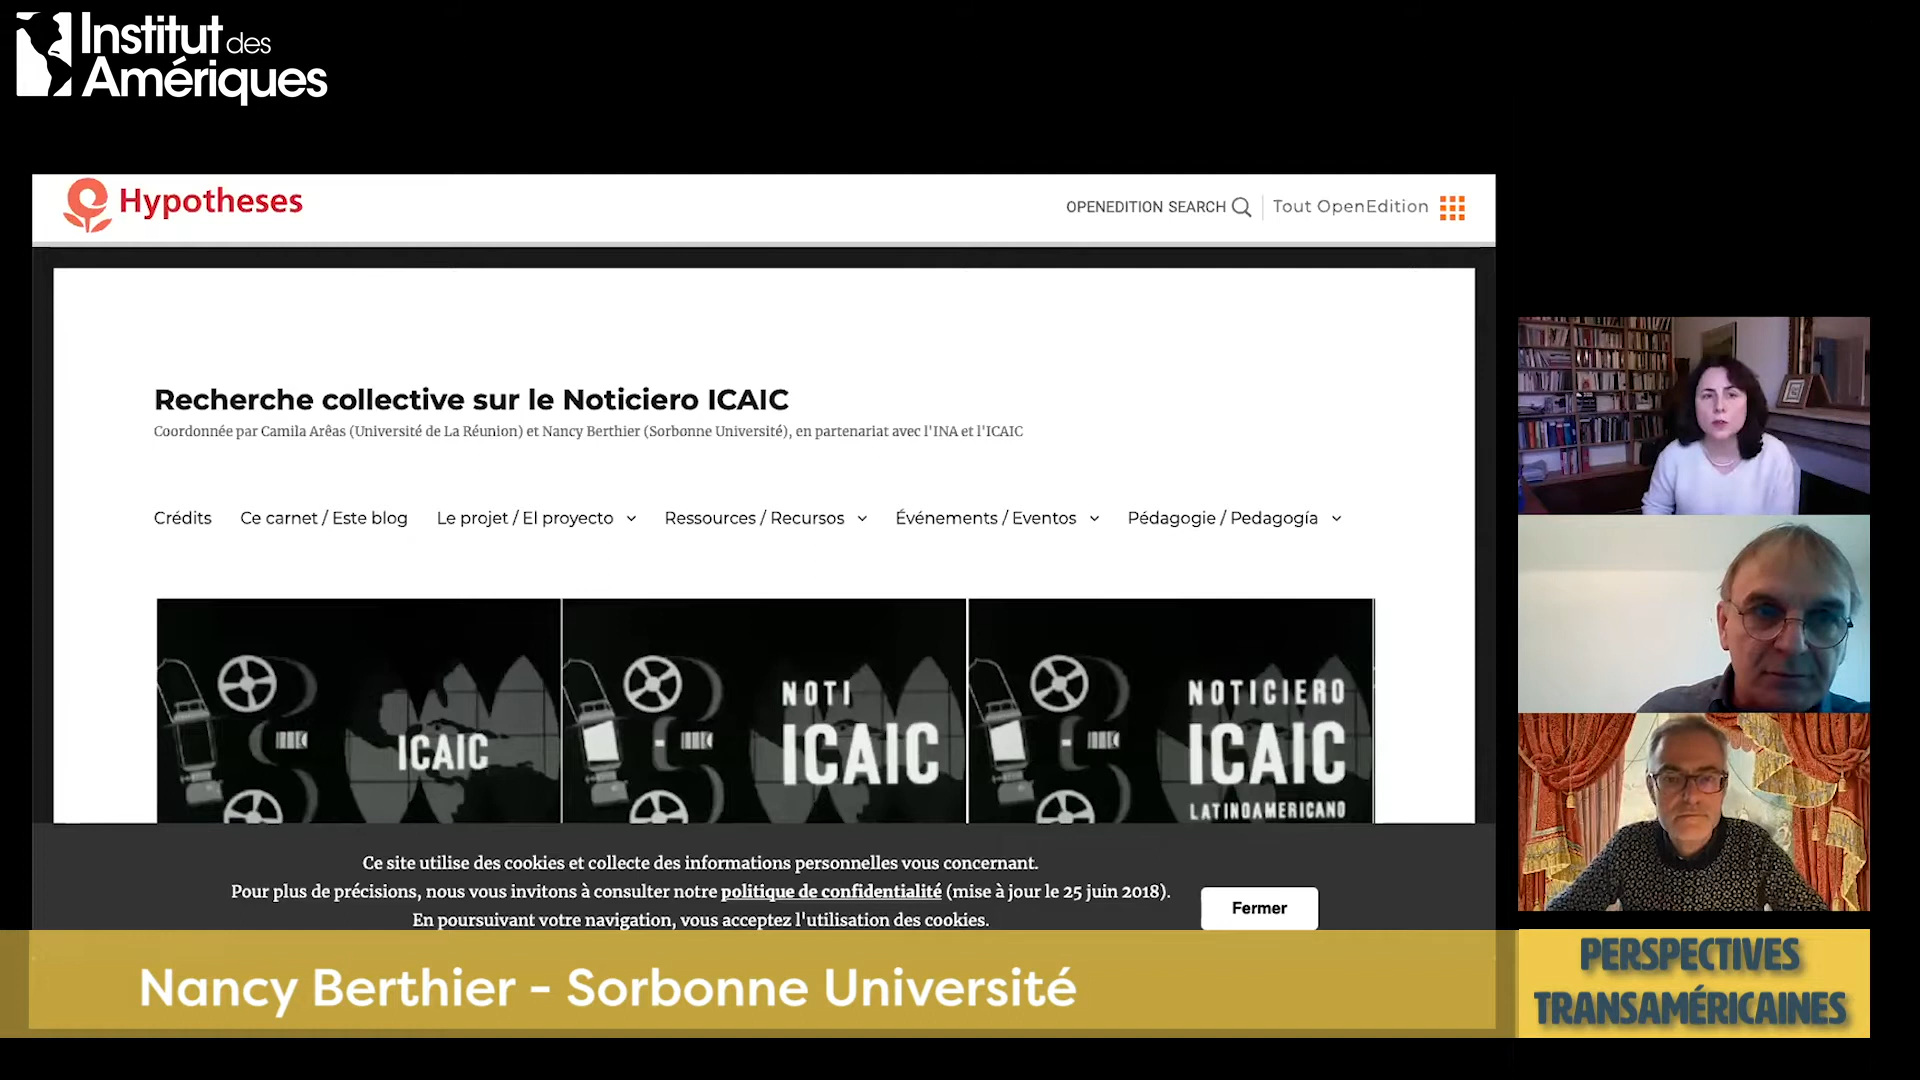 Institut des
Amériques
Hypotheses
OPENEDITION SEARCH
Tout OpenEdition
Recherche collective sur le Noticiero ICAIC
Coordonnée par Camila Arêas (Université de La Réunion) et Nancy Berthier (Sorbonne Université), en partenariat avec l'INA et l'ICAIC
Crédits
Ce carnet / Este blog
Le projet / El proyecto
Ressources / Recursos
Événements / Eventos
Pédagogie / Pedagogía
ICAIC
NOTI
ICAIC
NOTICIERO
ICAIC
LATINOAMERICANO
Ce site utilise des cookies et collecte des informations personnelles vous concernant.
Pour plus de précisions, nous vous invitons à consulter notre politique de confidentialité (mise à jour le 25 juin 2018).
En poursuivant votre navigation, vous acceptez l'utilisation des cookies.
Fermer
Nancy Berthier - Sorbonne Université
PERSPECTIVES
TRANSAMÉRICAINES